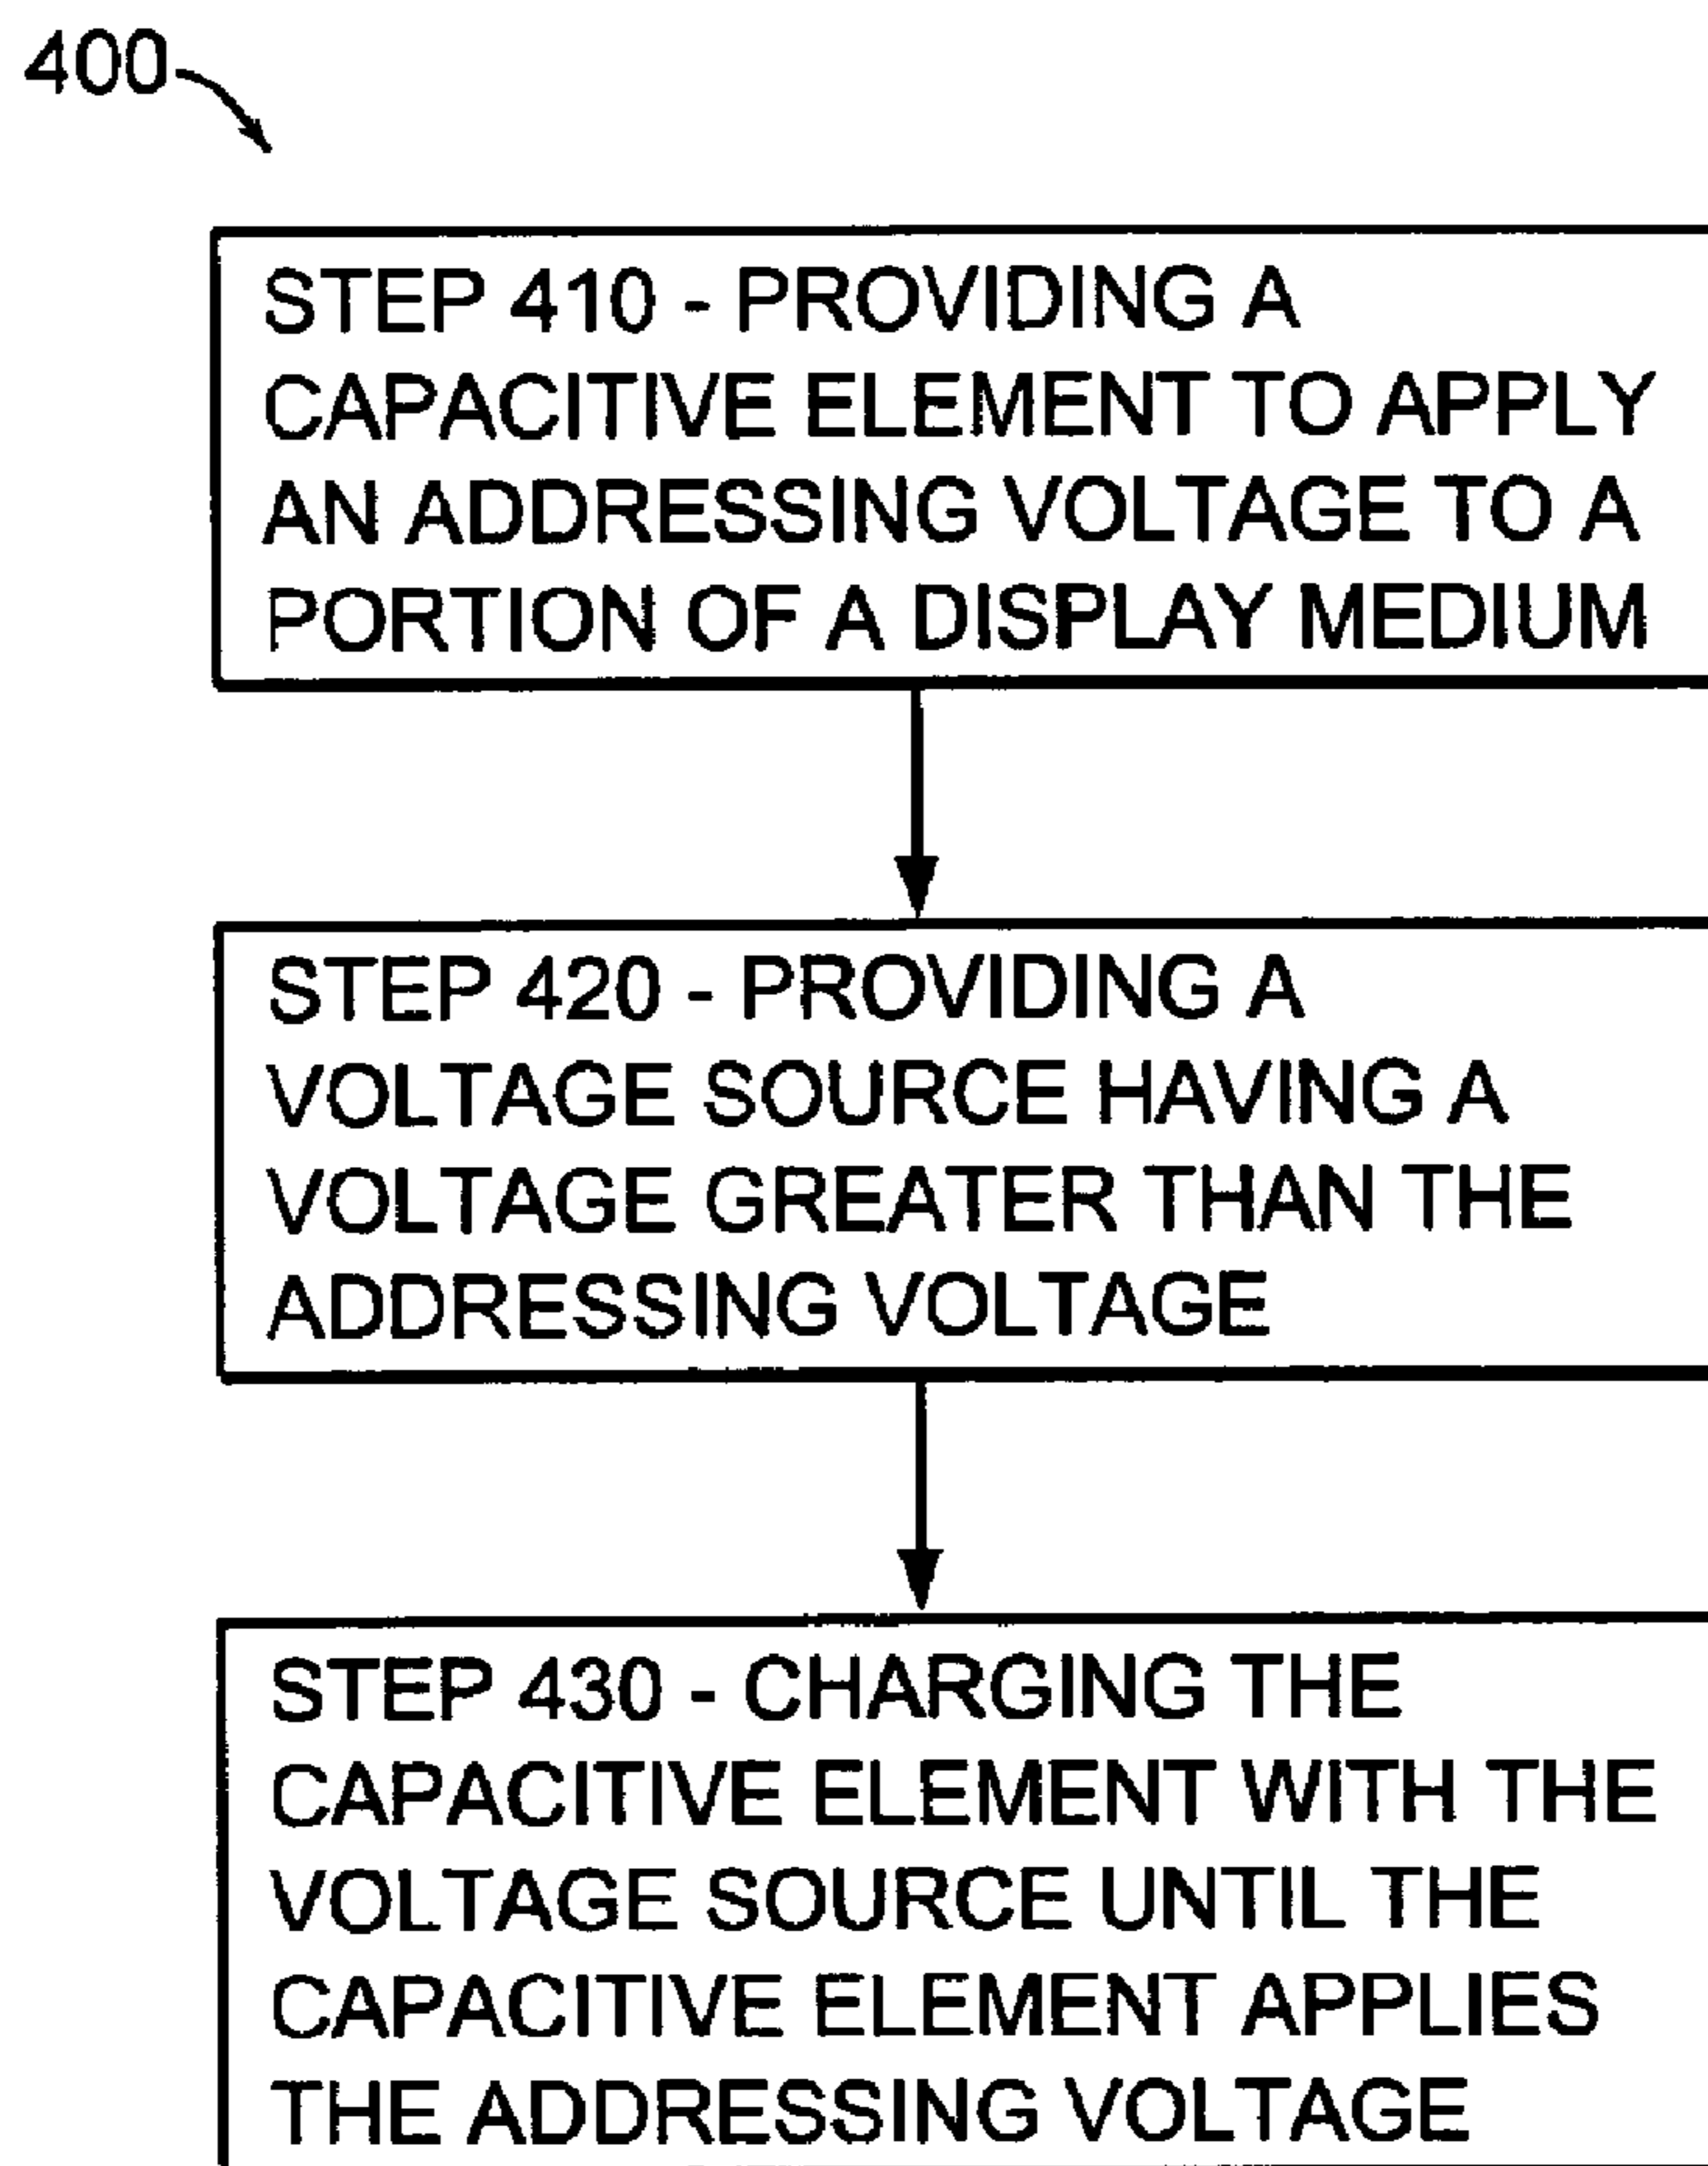 400
STEP 410 - PROVIDING A
CAPACITIVE ELEMENT TO APPLY
AN ADDRESSING VOLTAGE TO A
PORTION OF A DISPLAY MEDIUM
STEP 420 - PROVIDING A
VOLTAGE SOURCE HAVING A
VOLTAGE GREATER THAN THE
ADDRESSING VOLTAGE
STEP 430 - CHARGING THE
CAPACITIVE ELEMENT WITH THE
VOLTAGE SOURCE UNTIL THE
CAPACITIVE ELEMENT APPLIES
THE ADDRESSING VOLTAGE